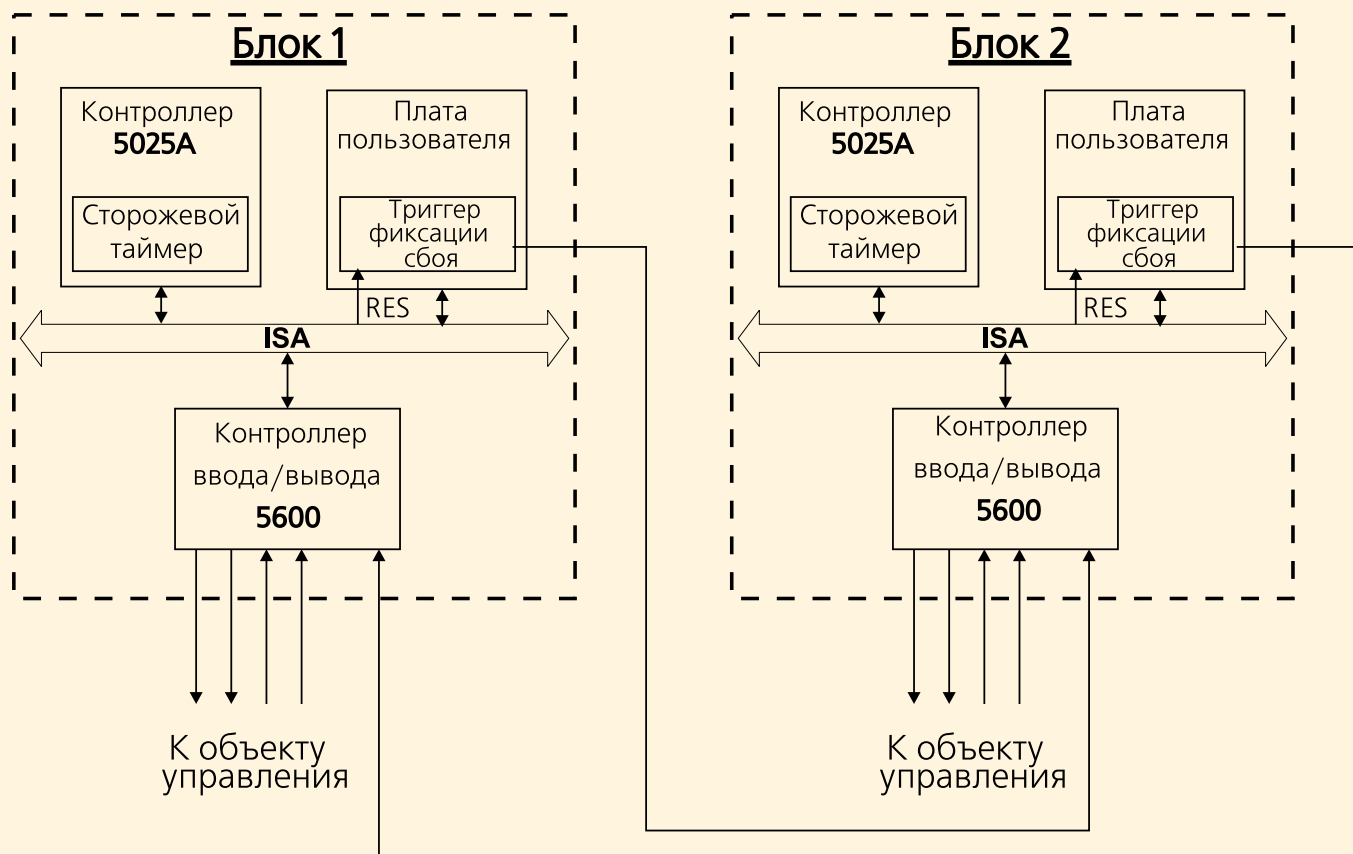 Блок 1
Контроллер
5025А
Плата
пользователя
Сторожевой
таймер
Триггер
фиксации
сбоя
RES
ISA
Контроллер
ввода/вывода
5600
К объекту
управления
Блок 2
Контроллер
5025А
Плата
пользователя
Сторожевой
таймер
Триггер
фиксации
сбоя
RES
ISA
Контроллер
ввода/вывода
5600
К объекту
управления